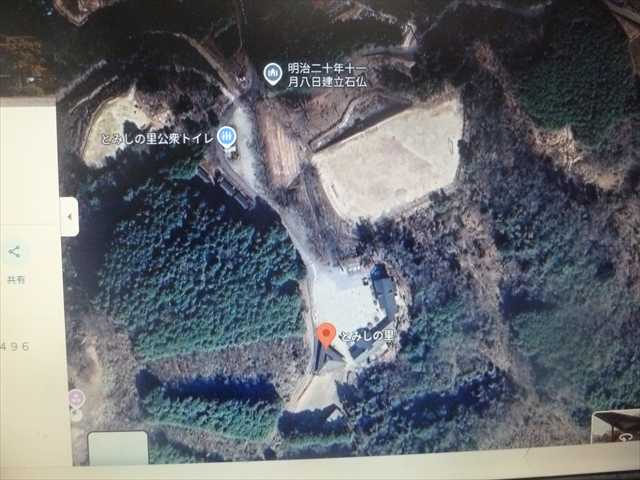 明治二十年十一
月八日建立石仏
とみしの里公衆トイレ
共有
496
とみしの里